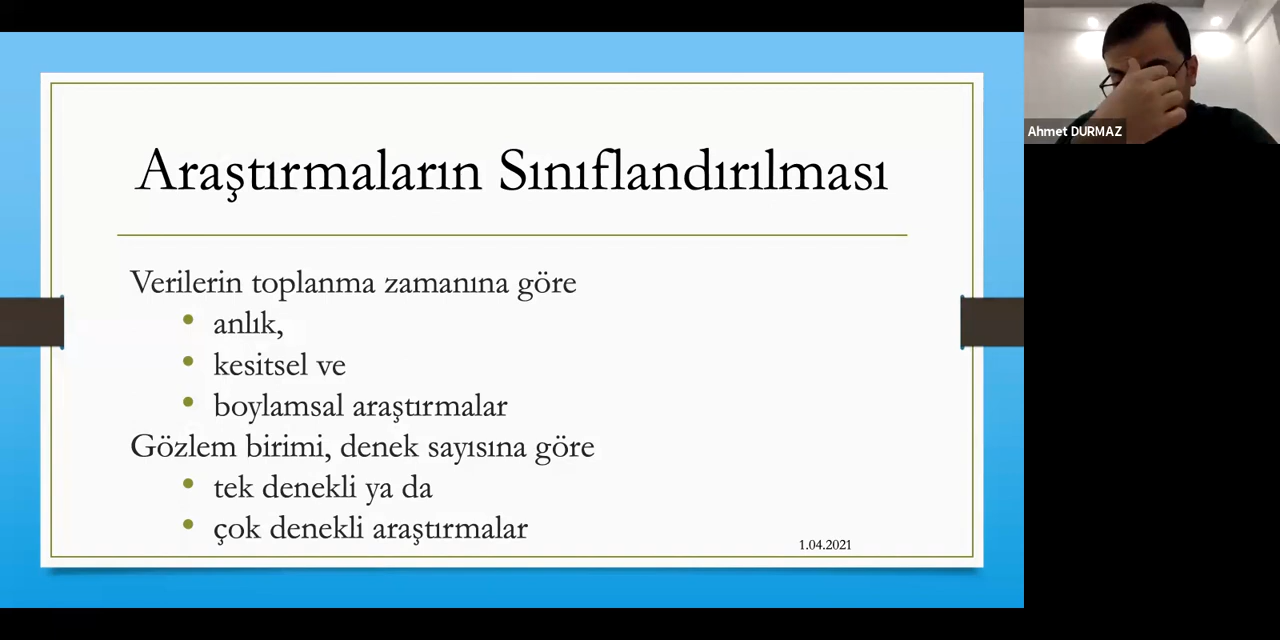 Araştırmaların Sınıflandırılması
Verilerin toplanma zamanına göre
• anlık,
• kesitsel ve
• boylamsal araştırmalar
Gözlem birimi, denek sayısına göre
• tek denekli ya da
• çok denekli araştırmalar
1.04.2021
Ahmet DURMAZ